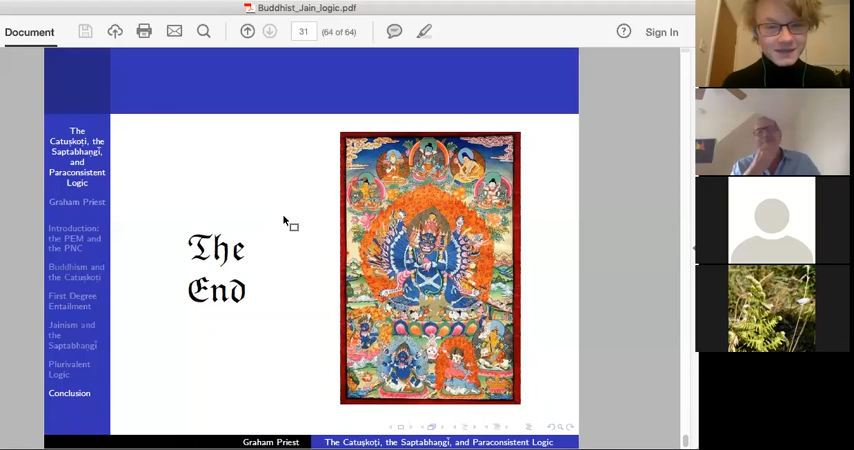 Buddhist_Jain_logic.pdf
Document
31
(64 of 64)
Sign In
The
Catuṣkoṭi, the
Saptabhaṅgī,
and
Paraconsistent
Logic
Graham Priest
Introduction:
the PEM and
the PNC
Buddhism and
the Catuṣkoṭi
First Degree
Entailment
Jainism and
the
Saptabhaṅgī
Plurivalent
Logic
Conclusion
The
End
Graham Priest
The Catuṣkoṭi, the Saptabhaṅgī, and Paraconsistent Logic